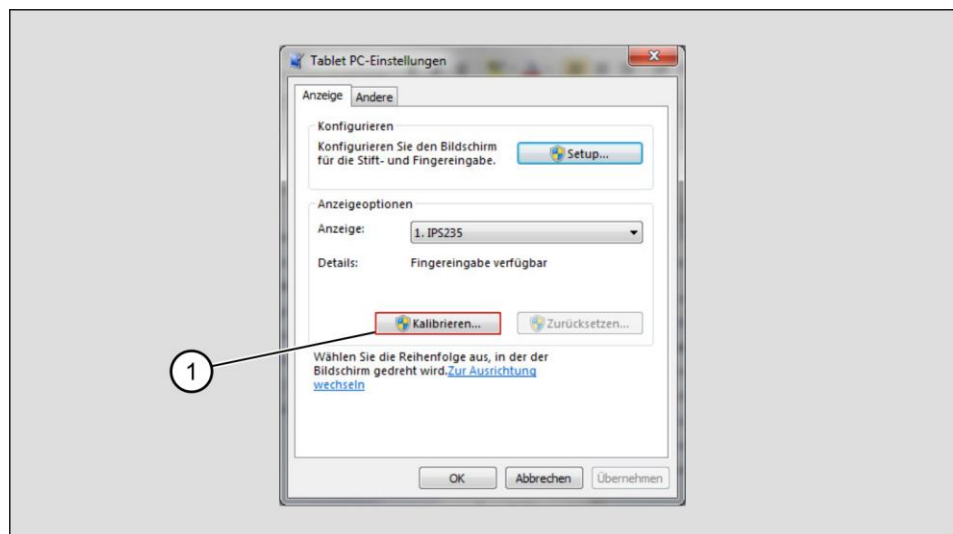 Tablet PC-Einstellungen
Anzeige Andere
Konfigurieren
Konfigurieren Sie den Bildschirm
für die Stift- und Fingereingabe.
Setup...
Anzeigeoptionen
Anzeige: 1. IPS235
Details: Fingereingabe verfügbar
Kalibrieren... Zurücksetzen...
1
Wählen Sie die Reihenfolge aus, in der der
Bildschirm gedreht wird.Zur Ausrichtung
wechseln
OK Abbrechen Übernehmen